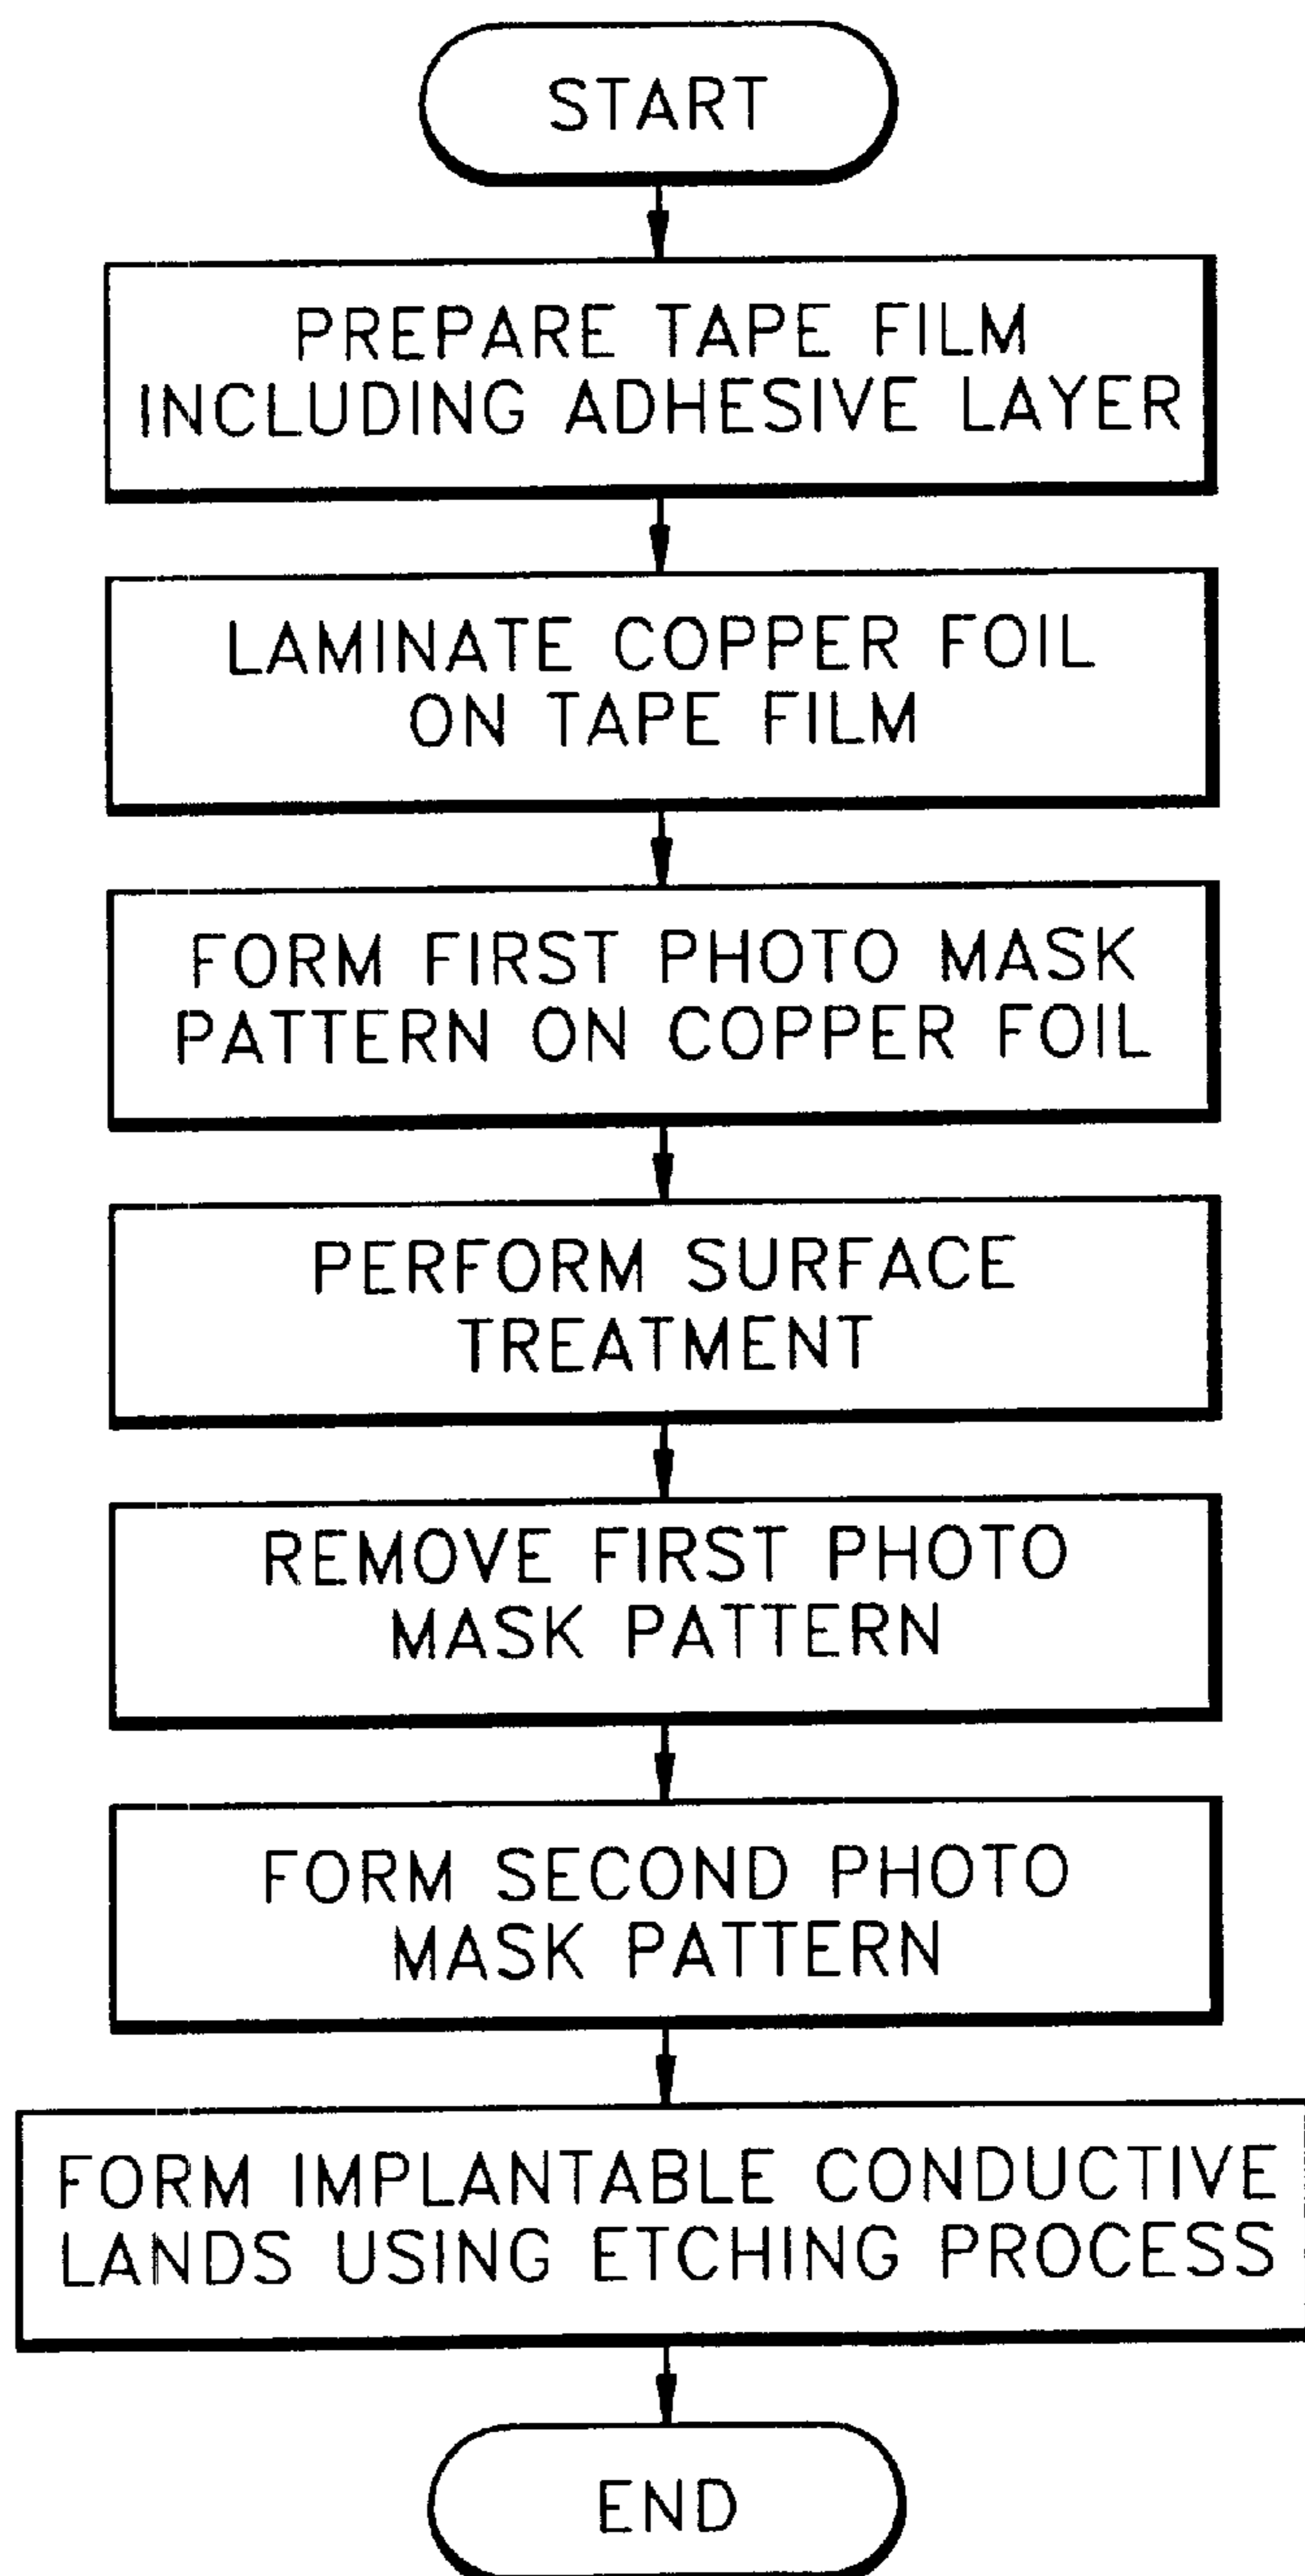 START
PREPARE TAPE FILM
INCLUDING ADHESIVE LAYER
LAMINATE COPPER FOIL
ON TAPE FILM
FORM FIRST PHOTO MASK
PATTERN ON COPPER FOIL
PERFORM SURFACE
TREATMENT
REMOVE FIRST PHOTO
MASK PATTERN
FORM SECOND PHOTO
MASK PATTERN
FORM IMPLANTABLE CONDUCTIVE
LANDS USING ETCHING PROCESS
END